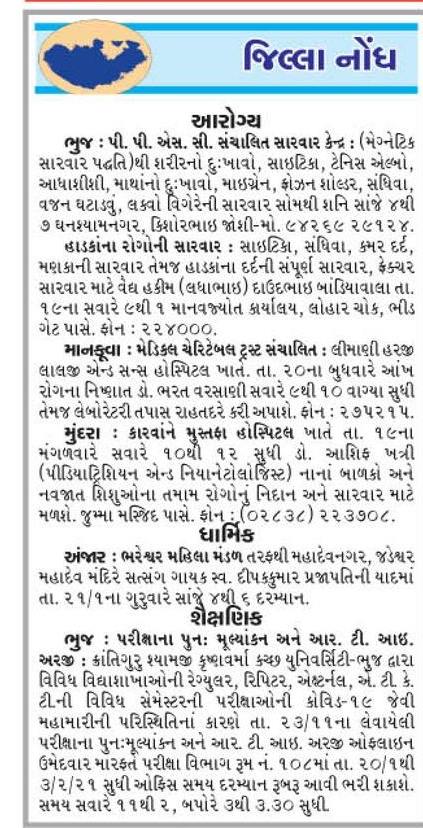 જિલ્લા નોંધ
આરોગ્ય
ભુજ : પી. પી. એસ. સી. સંચાલિત સારવાર કેન્દ્ર : (મેગ્નેટિક
સારવાર પદ્ધતિ)થી શરીરનો દુઃખાવો, સાઇટિકા, ટેનિસ એલ્બો,
આધાશીશી, માથાંનો દુઃખાવો, માઇગ્રેન, ફ્રોઝન શોલ્ડર, સંધિવા,
વજન ઘટાડવું, લકવો વિગેરેની સારવાર સોમથી શનિ સાંજે ૪થી
૭ ઘનશ્યામનગર, કિશોરભાઇ જોશી-મો. ૯૪૨૬૯ ૨૯૧૨૪.
હાડકાંના રોગોની સારવાર : સાઇટિકા, સંધિવા, કમર દર્દ,
મણકાની સારવાર તેમજ હાડકાંના દર્દની સંપૂર્ણ સારવાર, ફ્રેક્ચર
સારવાર માટે વૈદ્ય હકીમ (લધાભાઇ) દાઉદભાઇ બાંડિયાવાલા તા.
૧૯ના સવારે ૯થી ૧ માનવજ્યોત કાર્યાલય, લોહાર ચોક, ભીડ
ગેટ પાસે. ફોન : ૨૨૪૦૦૦.
માનકૂવા : મેડિકલ ચેરિટેબલ ટ્રસ્ટ સંચાલિત : લીમાણી હરજી
લાલજી એન્ડ સન્સ હોસ્પિટલ ખાતે. તા. ૨૦ના બુધવારે આંખ
રોગના નિષ્ણાત ડો. ભરત વરસાણી સવારે ૯થી ૧૦ વાગ્યા સુધી
તેમજ લેબોરેટરી તપાસ રાહતદરે કરી અપાશે. ફોન : ૨૭૫૨૧૫.
મુંદરા : કારવાંને મુસ્તફા હોસ્પિટલ ખાતે તા. ૧૯ના
મંગળવારે સવારે ૧૦થી ૧૨ સુધી ડો. આશિફ ખત્રી
(પીડિયાટ્રિશિયન એન્ડ નિયાનેટોલોજિસ્ટ) નાનાં બાળકો અને
નવજાત શિશુઓના તમામ રોગોનું નિદાન અને સારવાર માટે
મળશે. જુમ્મા મસ્જિદ પાસે. ફોન : (૦૨૮૩૮) ૨૨૩૭૦૮.
ધાર્મિક
અંજાર : ભરેશ્વર મહિલા મંડળ તરફથી મહાદેવનગર, જડેશ્વર
મહાદેવ મંદિરે સત્સંગ ગાયક સ્વ. દીપકકુમાર પ્રજાપતિની યાદમાં
તા. ૨૧/૧ના ગુરુવારે સાંજે ૪થી ૬ દરમ્યાન.
શૈક્ષણિક
ભુજ : પરીક્ષાના પુનઃ મૂલ્યાંકન અને આર. ટી. આઇ.
અરજી : ક્રાંતિગુરુ શ્યામજી કૃષ્ણવર્મા કચ્છ યુનિવર્સિટી-ભુજ દ્વારા
વિવિધ વિદ્યાશાખાઓની રેગ્યુલર, રિપિટર, એક્ષ્ટર્નલ, એ. ટી. કે.
ટી.ની વિવિધ સેમેસ્ટરની પરીક્ષાઓની કોવિડ-૧૯ જેવી
મહામારીની પરિસ્થિતિનાં કારણે તા. ૨૩/૧૧ના લેવાયેલી
પરીક્ષાના પુનઃમૂલ્યાંકન અને આર. ટી. આઇ. અરજી ઓફલાઇન
ઉમેદવાર મારફતે પરીક્ષા વિભાગ રૂમ નં. ૧૦૮માં તા. ૨૦/૧થી
૩/૨/૨૧ સુધી ઓફિસ સમય દરમ્યાન રૂબરૂ આવી ભરી શકાશે.
સમય સવારે ૧૧થી ૨, બપોરે ૩થી ૩.૩૦ સુધી.